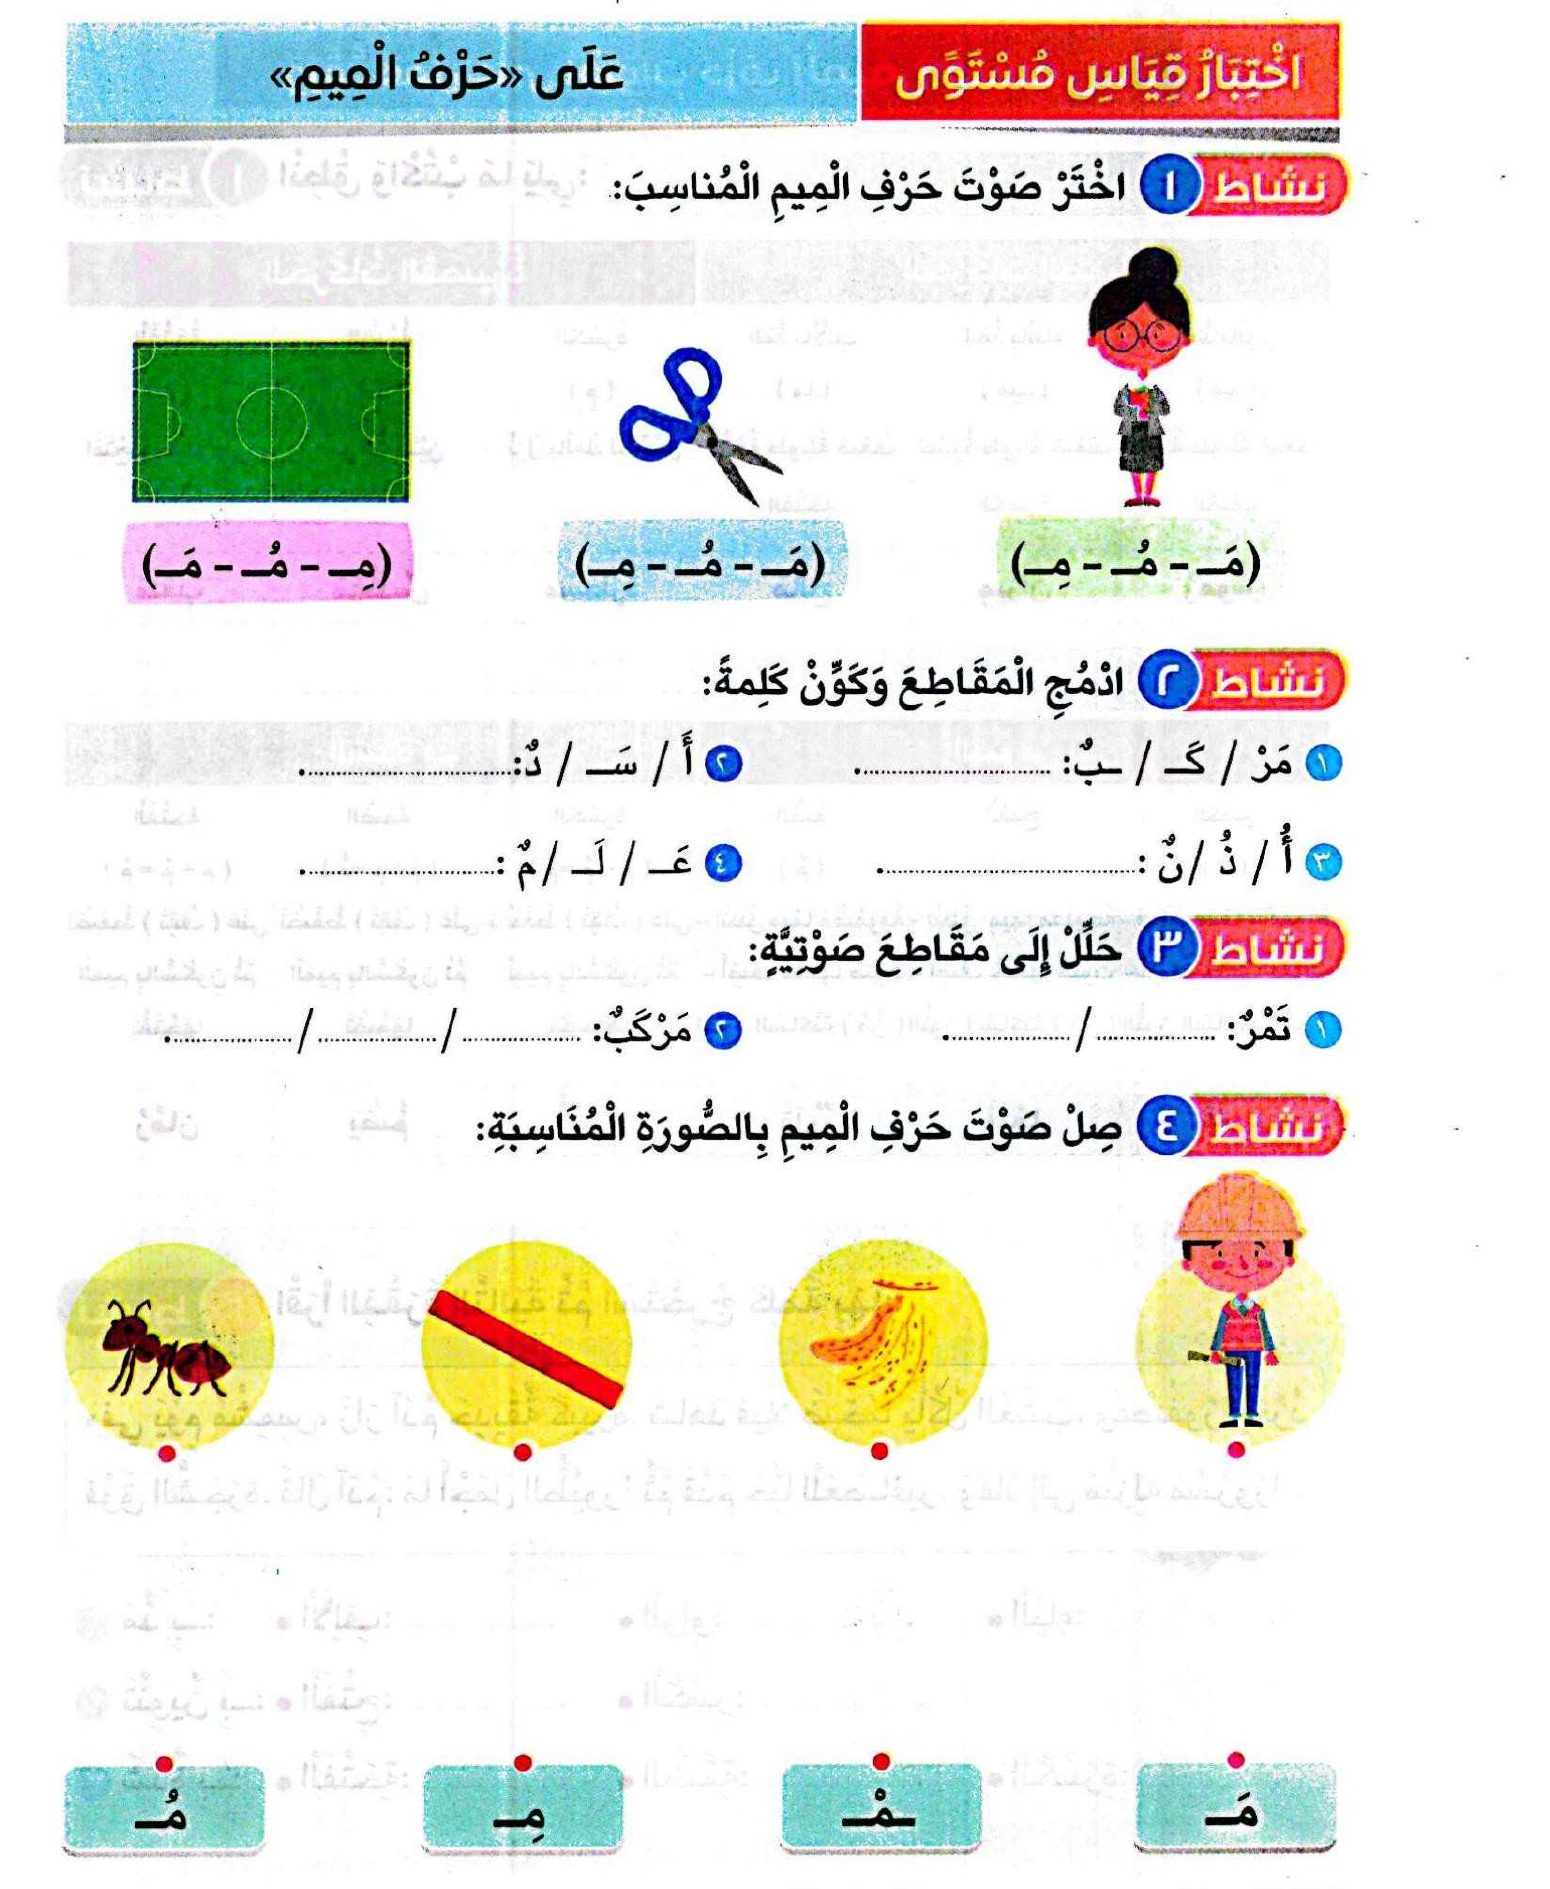 اخْتِبَارُ قِيَاسِ مُسْتَوًى عَلَى «حَرْفُ الْمِيمِ»
نشاط ١ اخْتَرْ صَوْتَ حَرْفِ الْمِيمِ الْمُناسِبَ:
(مَـ - مُـ - مِـ) (مَـ - مُـ - مِـ) (مِـ - مُـ - مَـ)
نشاط ٢ ادْمُجِ الْمَقَاطِعَ وَكَوِّنْ كَلِمةً:
١ مَرْ / كَـ / ـبٌ: .............................. ٢ أَ / سَـ / دٌ: ..............................
٣ أُ / ذُ / نٌ : .............................. ٤ عَـ / لَـ / مٌ : ..............................
نشاط ٣ حَلِّلْ إِلَى مَقَاطِعَ صَوْتِيَّةٍ:
١ تَمْرٌ: .................... / .................... ٢ مَرْكَبٌ: .................... / .................... / ....................
نشاط ٤ صِلْ صَوْتَ حَرْفِ الْمِيمِ بِالصُّورَةِ الْمُنَاسِبَةِ:
مَـ ـمْـ مِـ مُـ